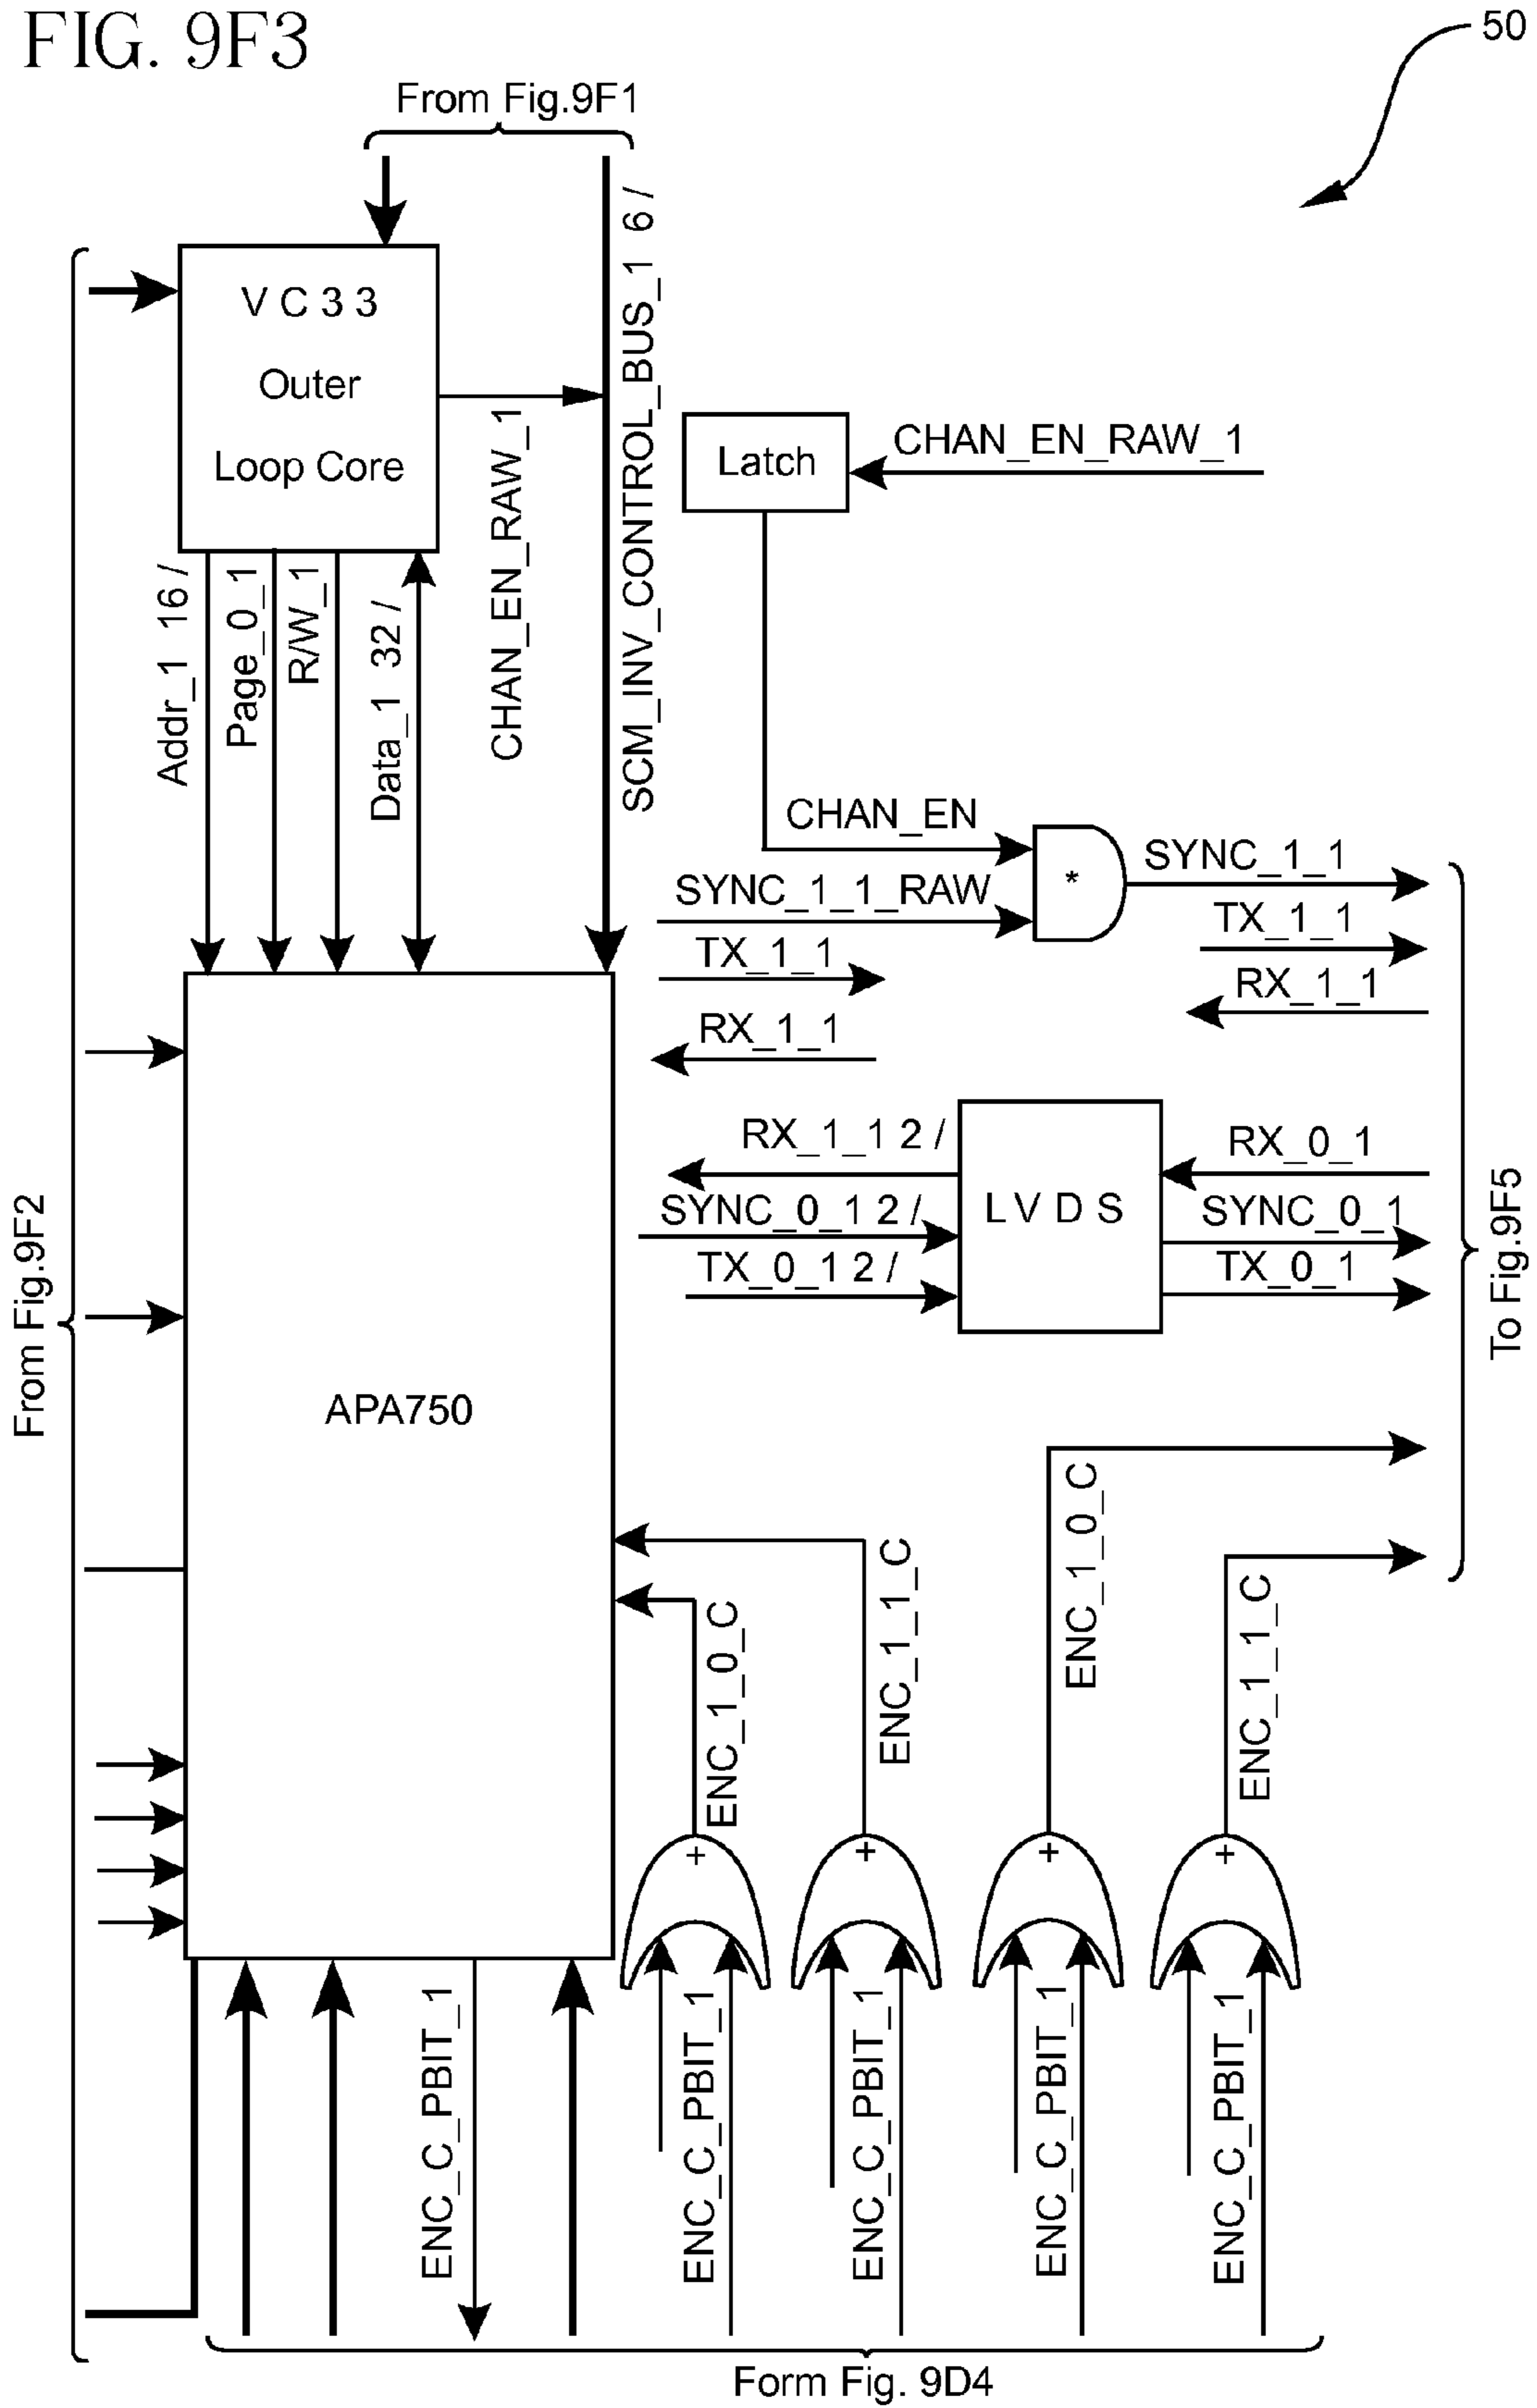 FIG. 9F3
50
From Fig.9F1
VC33
Outer
Loop Core
SCM_INV_CONTROL_BUS_1 6 /
CHAN_EN_RAW_1
Latch
CHAN_EN_RAW_1
Addr_1 16 /
Page_0_1
R/W_1
Data_1 32 /
CHAN_EN
*
SYNC_1_1
SYNC_1_1_RAW
TX_1_1
TX_1_1
RX_1_1
RX_1_1
RX_1_1 2 /
RX_0_1
LVDS
SYNC_0_1 2 /
SYNC_0_1
TX_0_1 2 /
TX_0_1
From Fig.9F2
To Fig.9F5
APA750
ENC_1_0_C
ENC_1_1_C
ENC_1_0_C
ENC_1_1_C
+
+
+
+
ENC_C_PBIT_1
ENC_C_PBIT_1
ENC_C_PBIT_1
ENC_C_PBIT_1
ENC_C_PBIT_1
Form Fig. 9D4